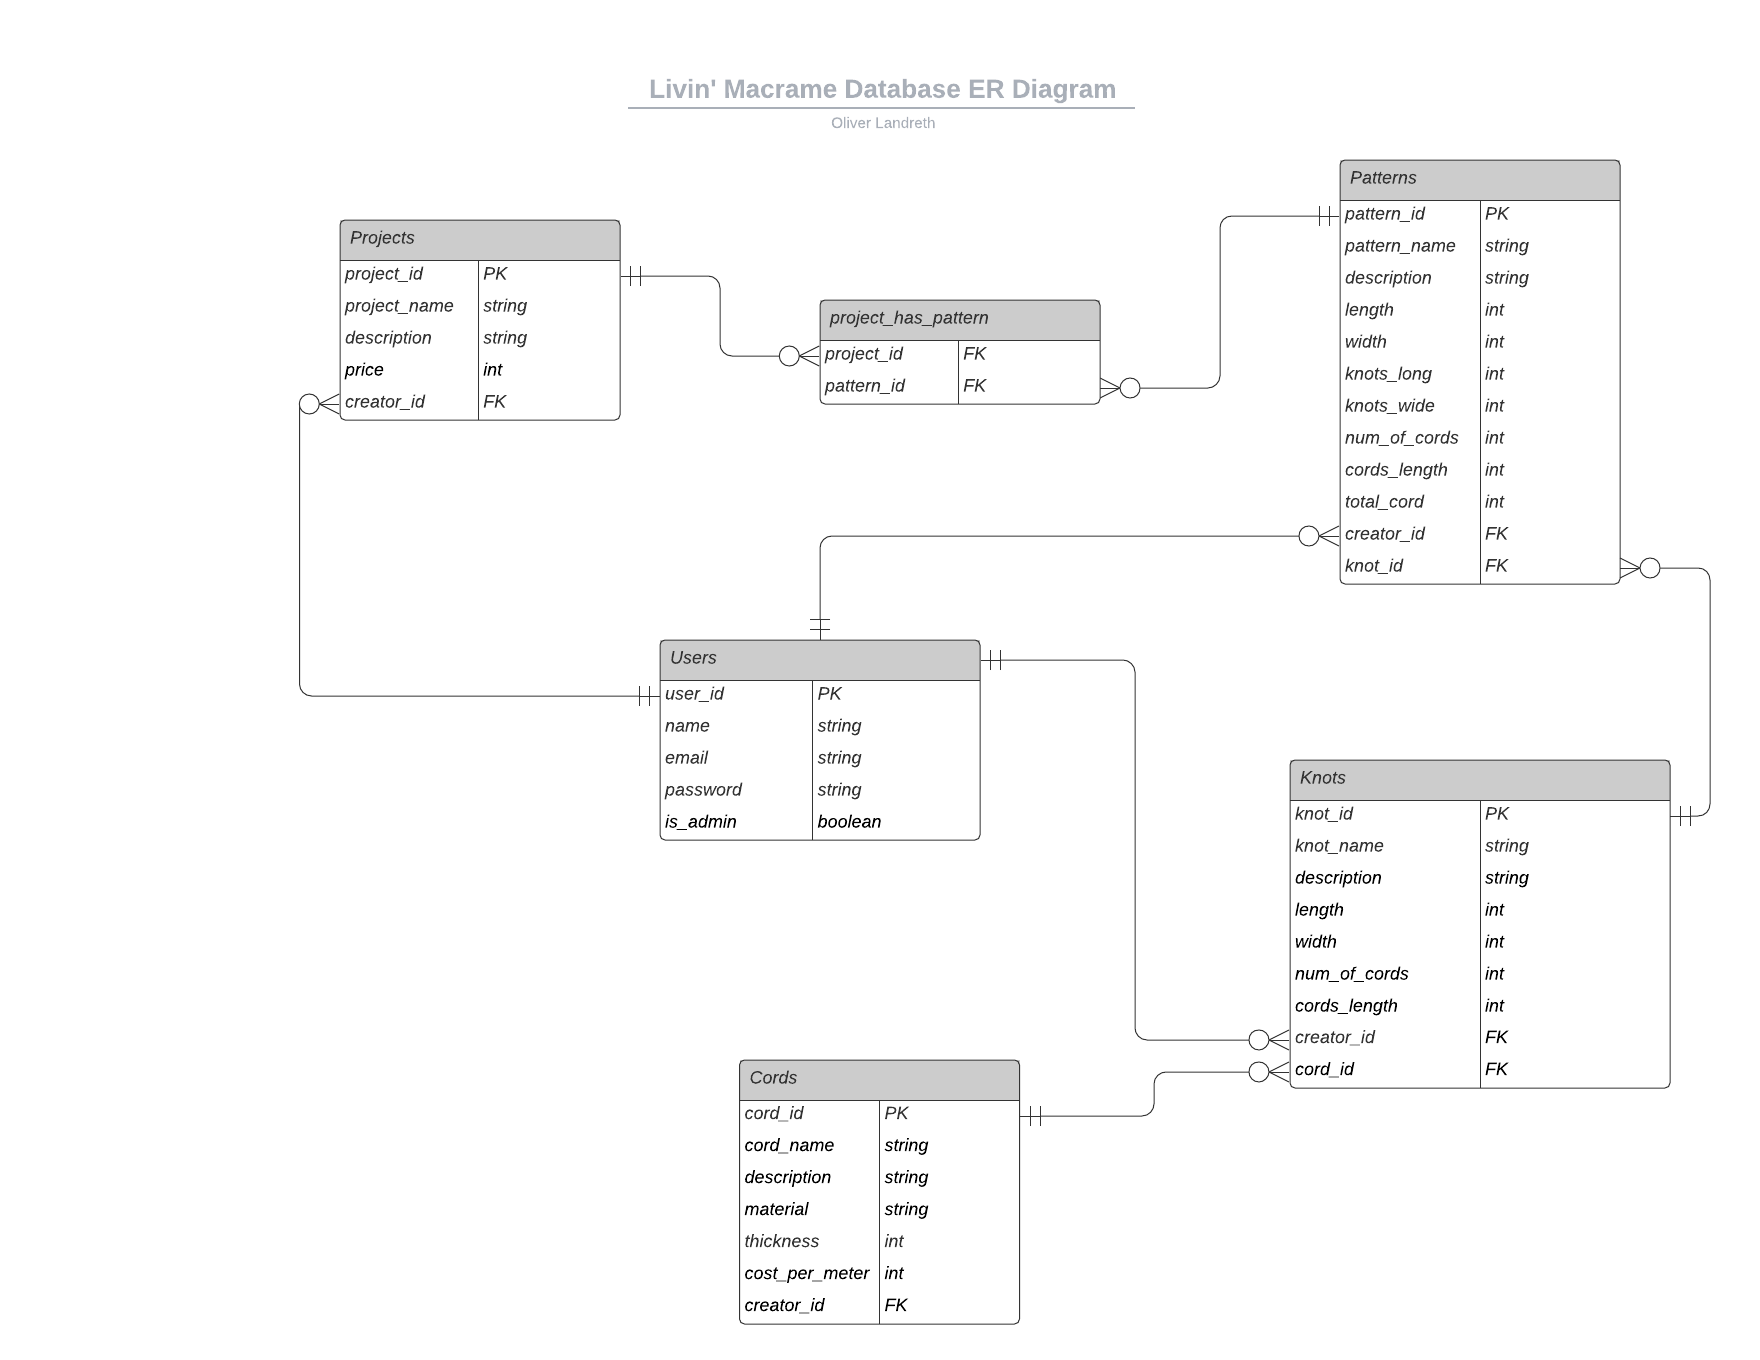 Livin' Macrame Database ER Diagram
Oliver Landreth
Projects
project_id PK
project_name string
description string
price int
creator_id FK
project_has_pattern
project_id FK
pattern_id FK
Patterns
pattern_id PK
pattern_name string
description string
length int
width int
knots_long int
knots_wide int
num_of_cords int
cords_length int
total_cord int
creator_id FK
knot_id FK
Users
user_id PK
name string
email string
password string
is_admin boolean
Knots
knot_id PK
knot_name string
description string
length int
width int
num_of_cords int
cords_length int
creator_id FK
cord_id FK
Cords
cord_id PK
cord_name string
description string
material string
thickness int
cost_per_meter int
creator_id FK